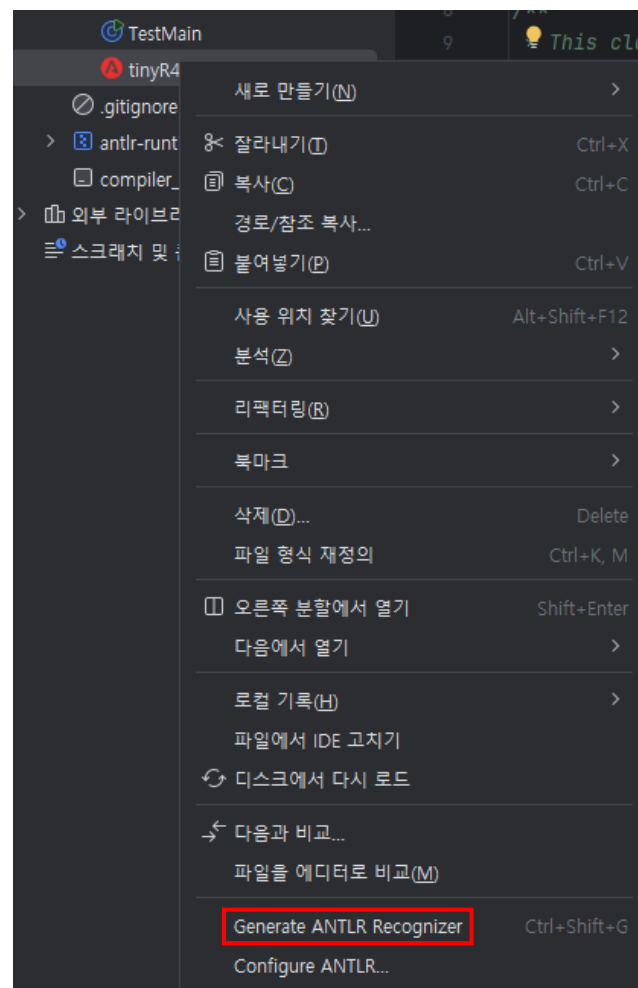 TestMain
9
This cl
tinyR4
새로 만들기(N)
.gitignore
잘라내기(T) Ctrl+X
antlr-runt
복사(C) Ctrl+C
compiler_
경로/참조 복사...
외부 라이브
붙여넣기(P) Ctrl+V
스크래치 및
사용 위치 찾기(U) Alt+Shift+F12
분석(Z)
리팩터링(R)
북마크
삭제(D)... Delete
파일 형식 재정의 Ctrl+K, M
오른쪽 분할에서 열기 Shift+Enter
다음에서 열기
로컬 기록(H)
파일에서 IDE 고치기
디스크에서 다시 로드
다음과 비교...
파일을 에디터로 비교(M)
Generate ANTLR Recognizer Ctrl+Shift+G
Configure ANTLR...